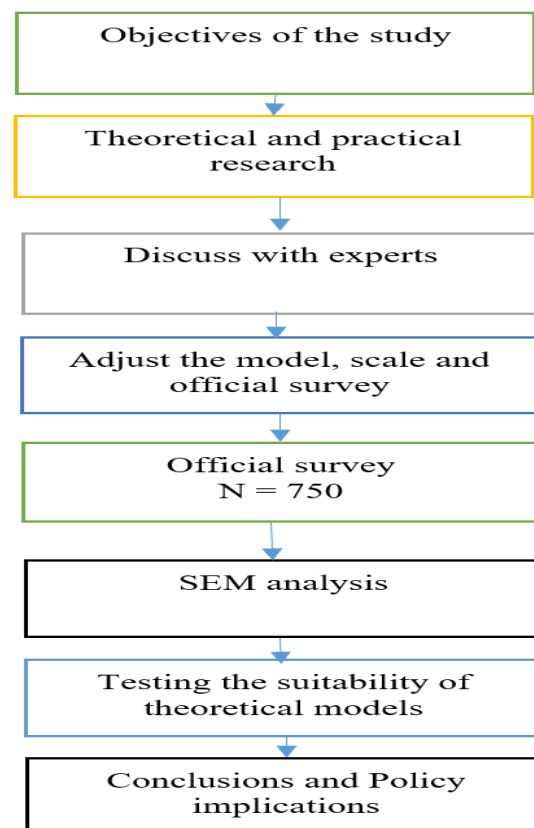 Objectives of the study
Theoretical and practical
research
Discuss with experts
Adjust the model, scale and
official survey
Official survey
N = 750
SEM analysis
Testing the suitability of
theoretical models
Conclusions and Policy
implications